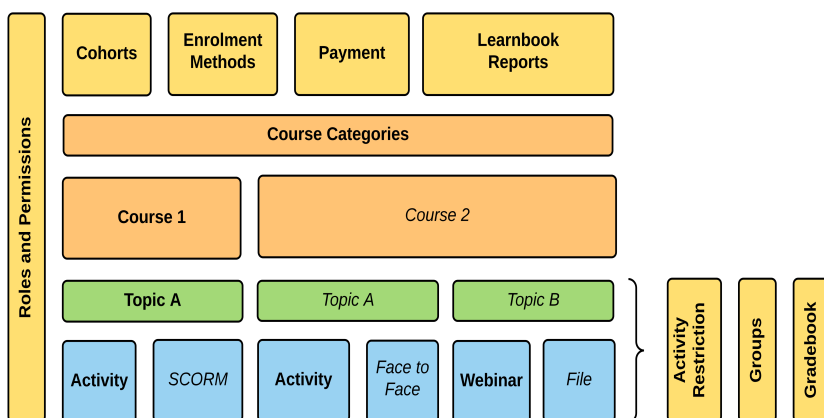 Roles and Permissions
Cohorts
Enrolment
Methods
Payment
Learnbook
Reports
Course Categories
Course 1
Course 2
Topic A
Topic A
Topic B
Activity
SCORM
Activity
Face to
Face
Webinar
File
Activity
Restriction
Groups
Gradebook